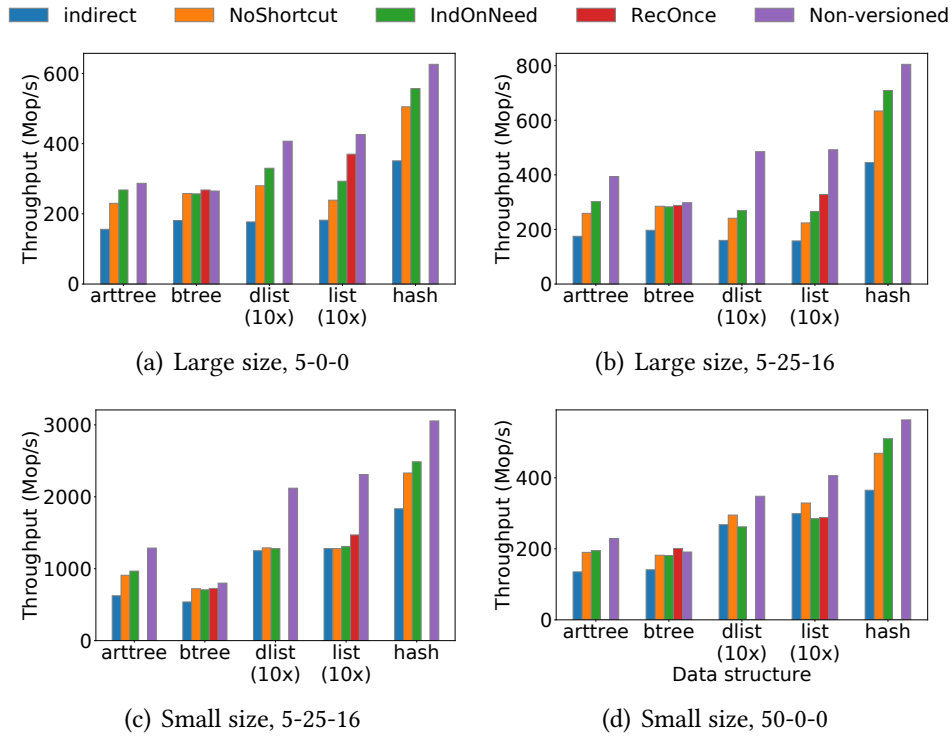 indirect NoShortcut IndOnNeed RecOnce Non-versioned
Throughput (Mop/s)
600
400
200
0
arttree btree dlist (10x) list (10x) hash
(a) Large size, 5-0-0
Throughput (Mop/s)
800
600
400
200
0
arttree btree dlist (10x) list (10x) hash
(b) Large size, 5-25-16
Throughput (Mop/s)
3000
2000
1000
0
arttree btree dlist (10x) list (10x) hash
(c) Small size, 5-25-16
Throughput (Mop/s)
400
200
0
arttree btree dlist (10x) list (10x) hash
Data structure
(d) Small size, 50-0-0